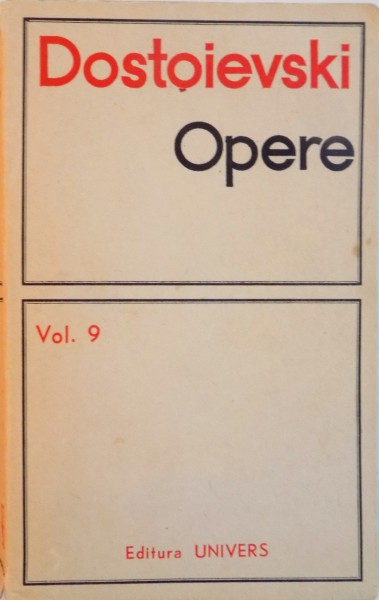 Dostoievski
Opere
Vol. 9
Editura UNIVERS